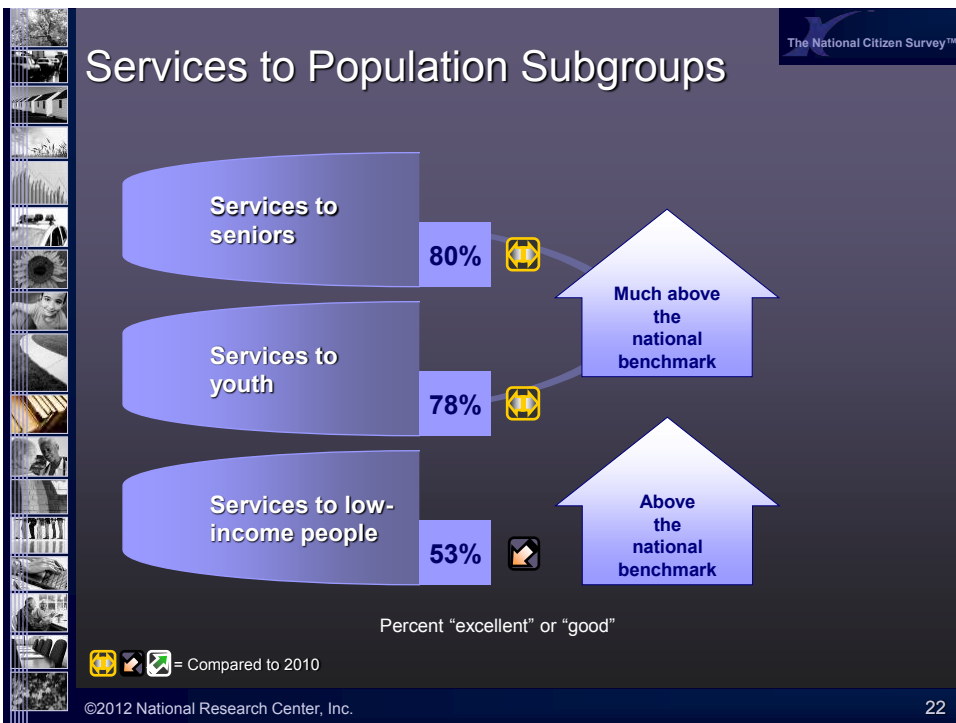 The National Citizen Survey™
Services to Population Subgroups
Services to
seniors
80%
Much above
the
national
benchmark
Services to
youth
78%
Services to low-
income people
53%
Above
the
national
benchmark
Percent “excellent” or “good”
= Compared to 2010
©2012 National Research Center, Inc.
22